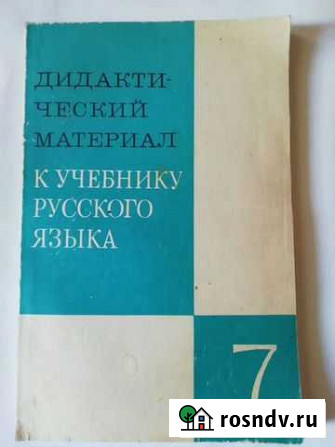 ДИДАКТИ-
ЧЕСКИЙ
МАТЕРИАЛ
К УЧЕБНИКУ
РУССКОГО
ЯЗЫКА
7
rosndv.ru